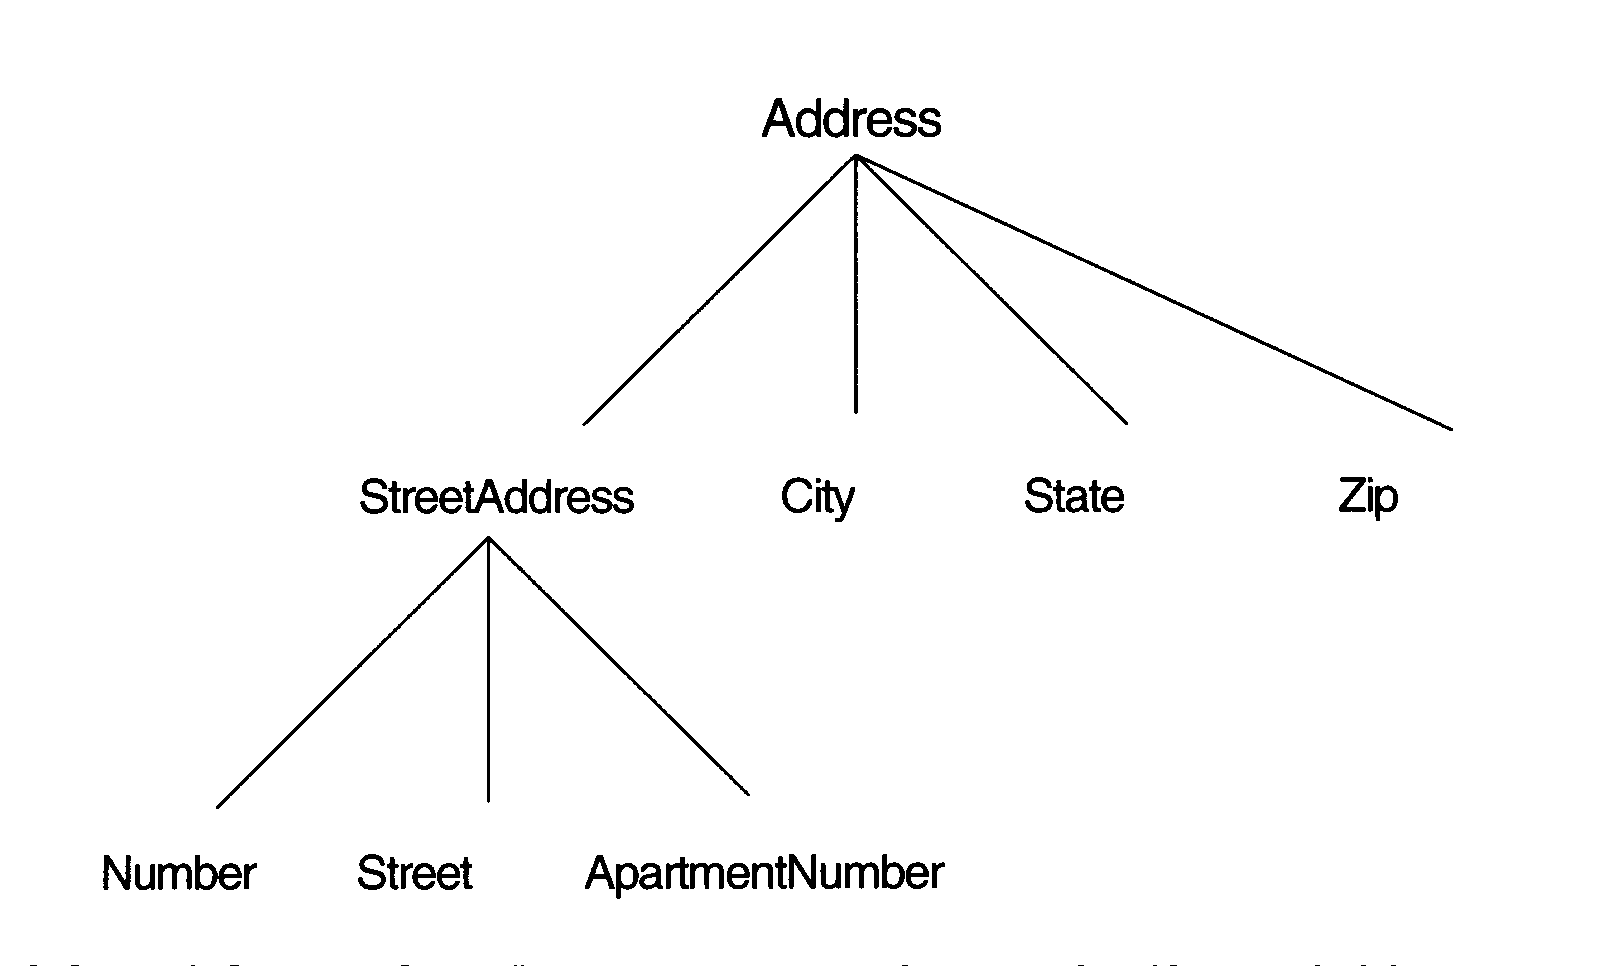 Address
StreetAddress City State Zip
Number Street ApartmentNumber